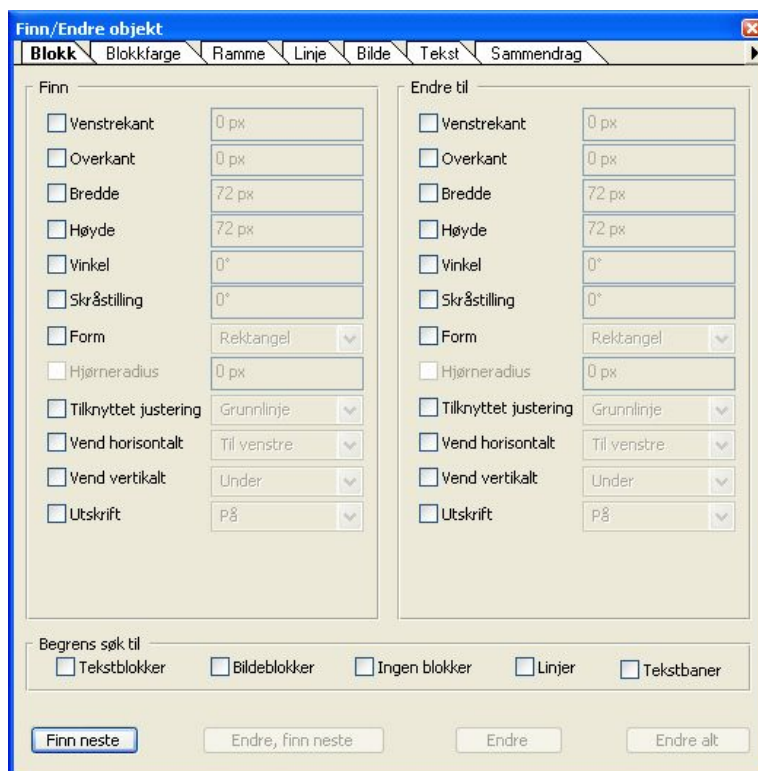 Finn/Endre objekt
Blokk Blokkfarge Ramme Linje Bilde Tekst Sammendrag
Finn Endre til
Venstrekant 0 px Venstrekant 0 px
Overkant 0 px Overkant 0 px
Bredde 72 px Bredde 72 px
Høyde 72 px Høyde 72 px
Vinkel 0° Vinkel 0°
Skråstilling 0° Skråstilling 0°
Form Rektangel Form Rektangel
Hjørneradius 0 px Hjørneradius 0 px
Tilknyttet justering Grunnlinje Tilknyttet justering Grunnlinje
Vend horisontalt Til venstre Vend horisontalt Til venstre
Vend vertikalt Under Vend vertikalt Under
Utskrift På Utskrift På
Begrens søk til
Tekstblokker Bildeblokker Ingen blokker Linjer Tekstbaner
Finn neste Endre, finn neste Endre Endre alt